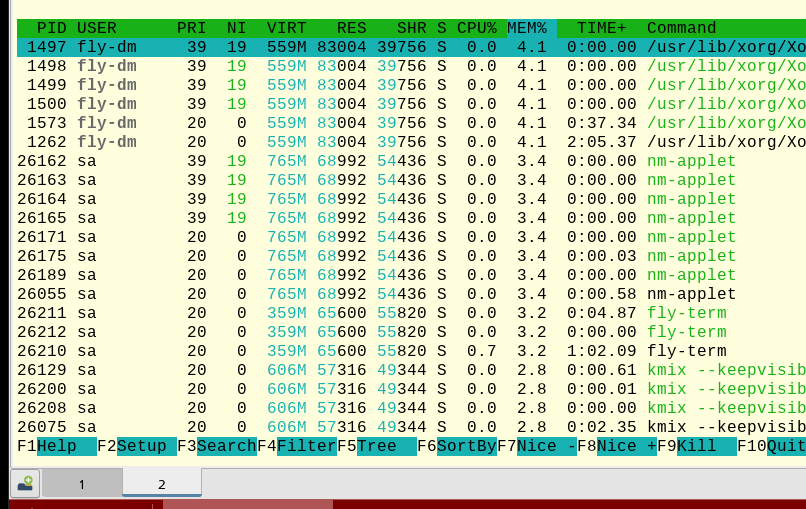 PID USER PRI NI VIRT RES SHR S CPU% MEM% TIME+ Command
1497 fly-dm 39 19 559M 83004 39756 S 0.0 4.1 0:00.00 /usr/lib/xorg/Xo
1498 fly-dm 39 19 559M 83004 39756 S 0.0 4.1 0:00.00 /usr/lib/xorg/Xo
1499 fly-dm 39 19 559M 83004 39756 S 0.0 4.1 0:00.00 /usr/lib/xorg/Xo
1500 fly-dm 39 19 559M 83004 39756 S 0.0 4.1 0:00.00 /usr/lib/xorg/Xo
1573 fly-dm 20 0 559M 83004 39756 S 0.0 4.1 0:37.34 /usr/lib/xorg/Xo
1262 fly-dm 20 0 559M 83004 39756 S 0.0 4.1 2:05.37 /usr/lib/xorg/Xo
26162 sa 39 19 765M 68992 54436 S 0.0 3.4 0:00.00 nm-applet
26163 sa 39 19 765M 68992 54436 S 0.0 3.4 0:00.00 nm-applet
26164 sa 39 19 765M 68992 54436 S 0.0 3.4 0:00.00 nm-applet
26165 sa 39 19 765M 68992 54436 S 0.0 3.4 0:00.00 nm-applet
26171 sa 20 0 765M 68992 54436 S 0.0 3.4 0:00.00 nm-applet
26175 sa 20 0 765M 68992 54436 S 0.0 3.4 0:00.03 nm-applet
26189 sa 20 0 765M 68992 54436 S 0.0 3.4 0:00.00 nm-applet
26055 sa 20 0 765M 68992 54436 S 0.0 3.4 0:00.58 nm-applet
26211 sa 20 0 359M 65600 55820 S 0.0 3.2 0:04.87 fly-term
26212 sa 20 0 359M 65600 55820 S 0.0 3.2 0:00.00 fly-term
26210 sa 20 0 359M 65600 55820 S 0.7 3.2 1:02.09 fly-term
26129 sa 20 0 606M 57316 49344 S 0.0 2.8 0:00.61 kmix --keepvisib
26200 sa 20 0 606M 57316 49344 S 0.0 2.8 0:00.01 kmix --keepvisib
26208 sa 20 0 606M 57316 49344 S 0.0 2.8 0:00.00 kmix --keepvisib
26075 sa 20 0 606M 57316 49344 S 0.0 2.8 0:02.35 kmix --keepvisib
F1Help F2Setup F3SearchF4FilterF5Tree F6SortByF7Nice -F8Nice +F9Kill F10Quit
1 2